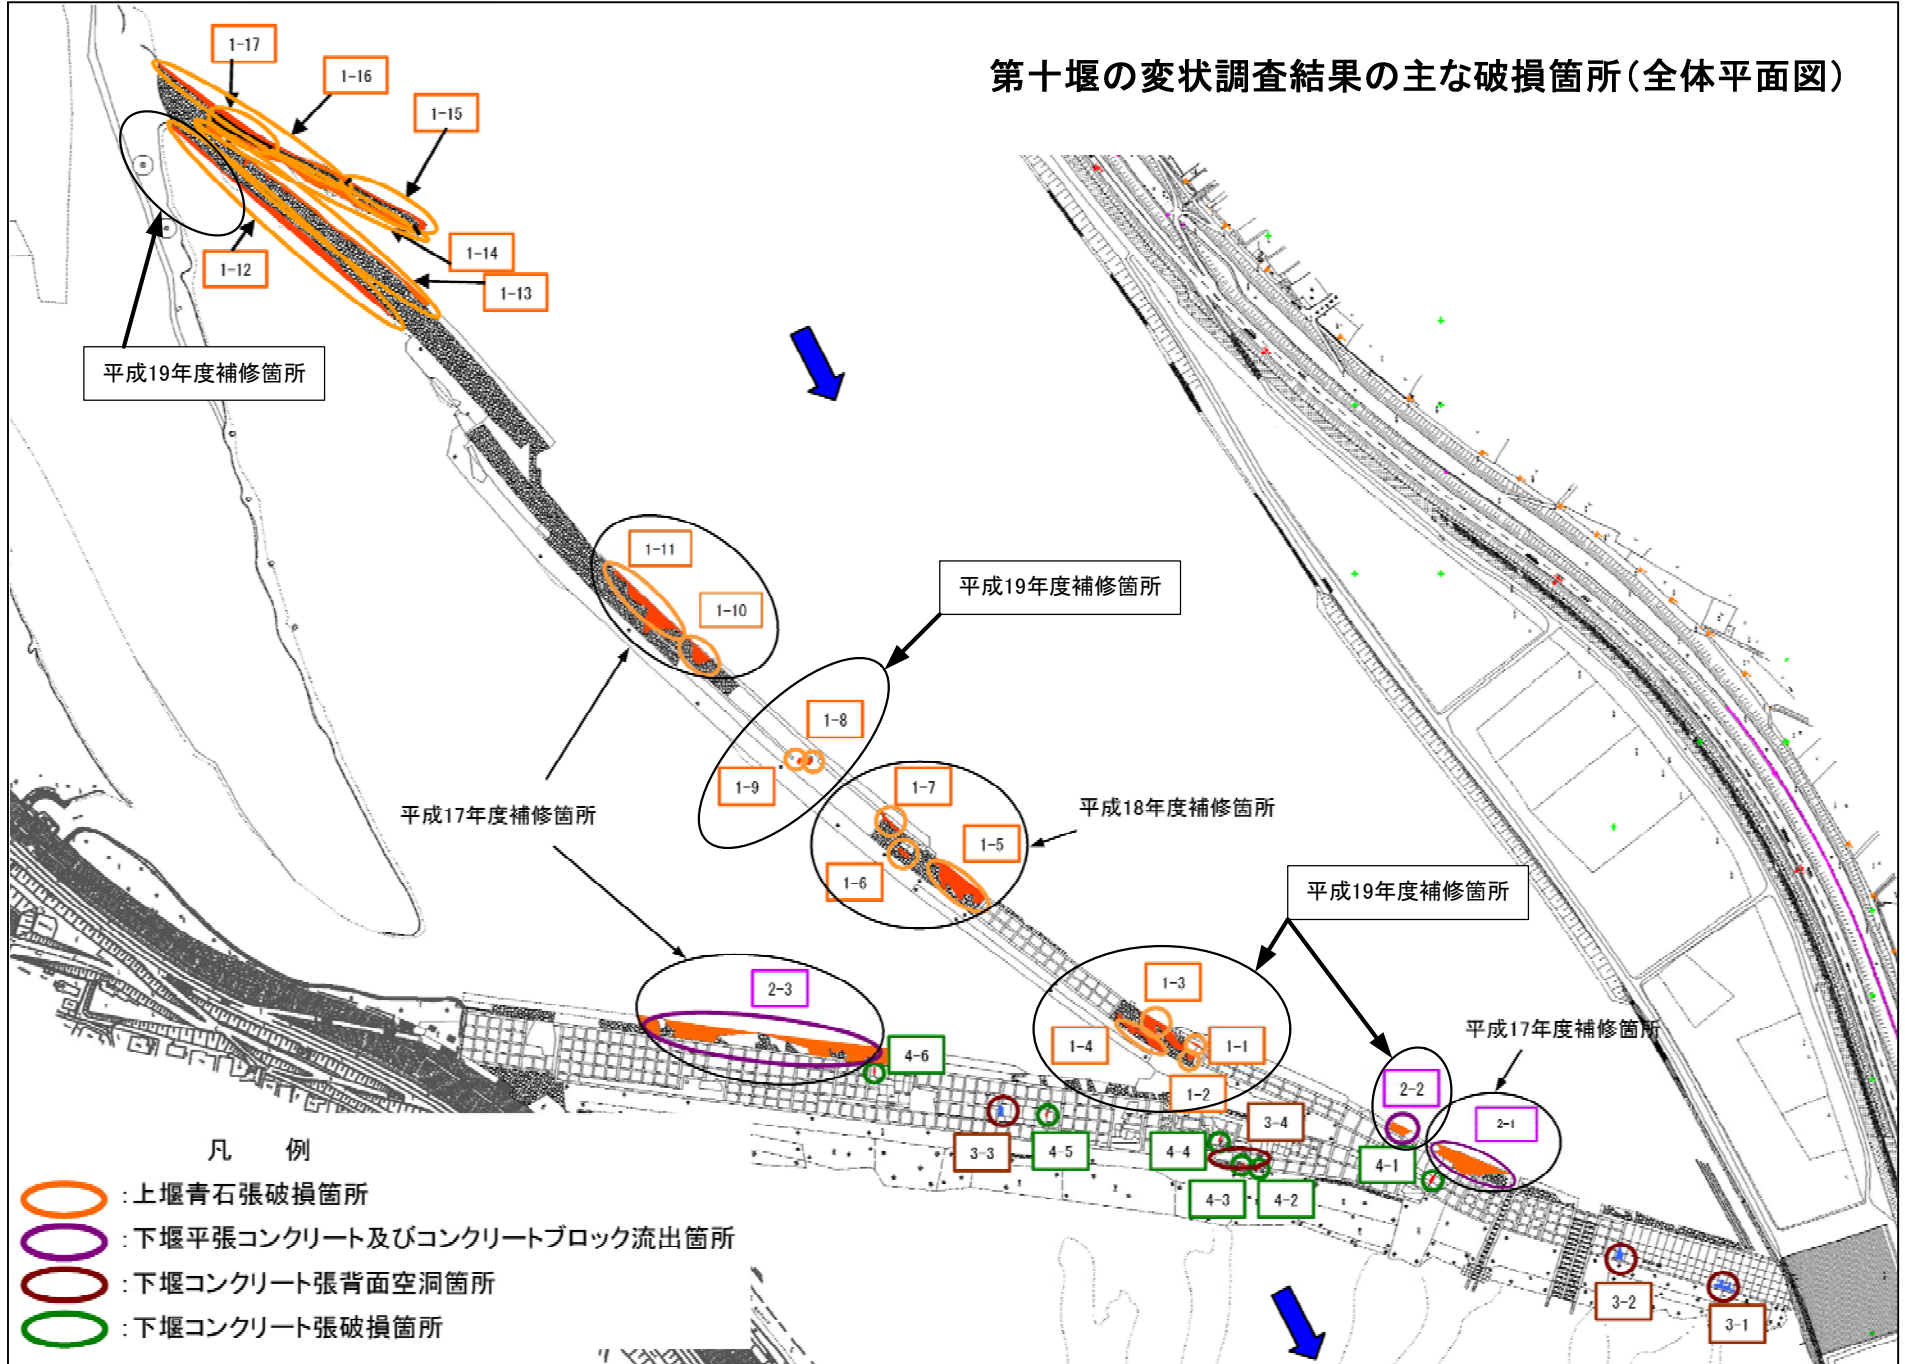 第十堰の変状調査結果の主な破損箇所(全体平面図)
1-17
1-16
1-15
1-14
1-12
1-13
平成19年度補修箇所
1-11
1-10
平成19年度補修箇所
1-8
1-9
平成17年度補修箇所
1-7
平成18年度補修箇所
1-5
1-6
平成19年度補修箇所
2-3
1-3
平成17年度補修箇所
1-4
1-1
4-6
1-2
2-2
2-1
3-4
3-3
4-5
4-4
4-1
4-3
4-2
3-2
3-1
凡 例
:上堰青石張破損箇所
:下堰平張コンクリート及びコンクリートブロック流出箇所
:下堰コンクリート張背面空洞箇所
:下堰コンクリート張破損箇所